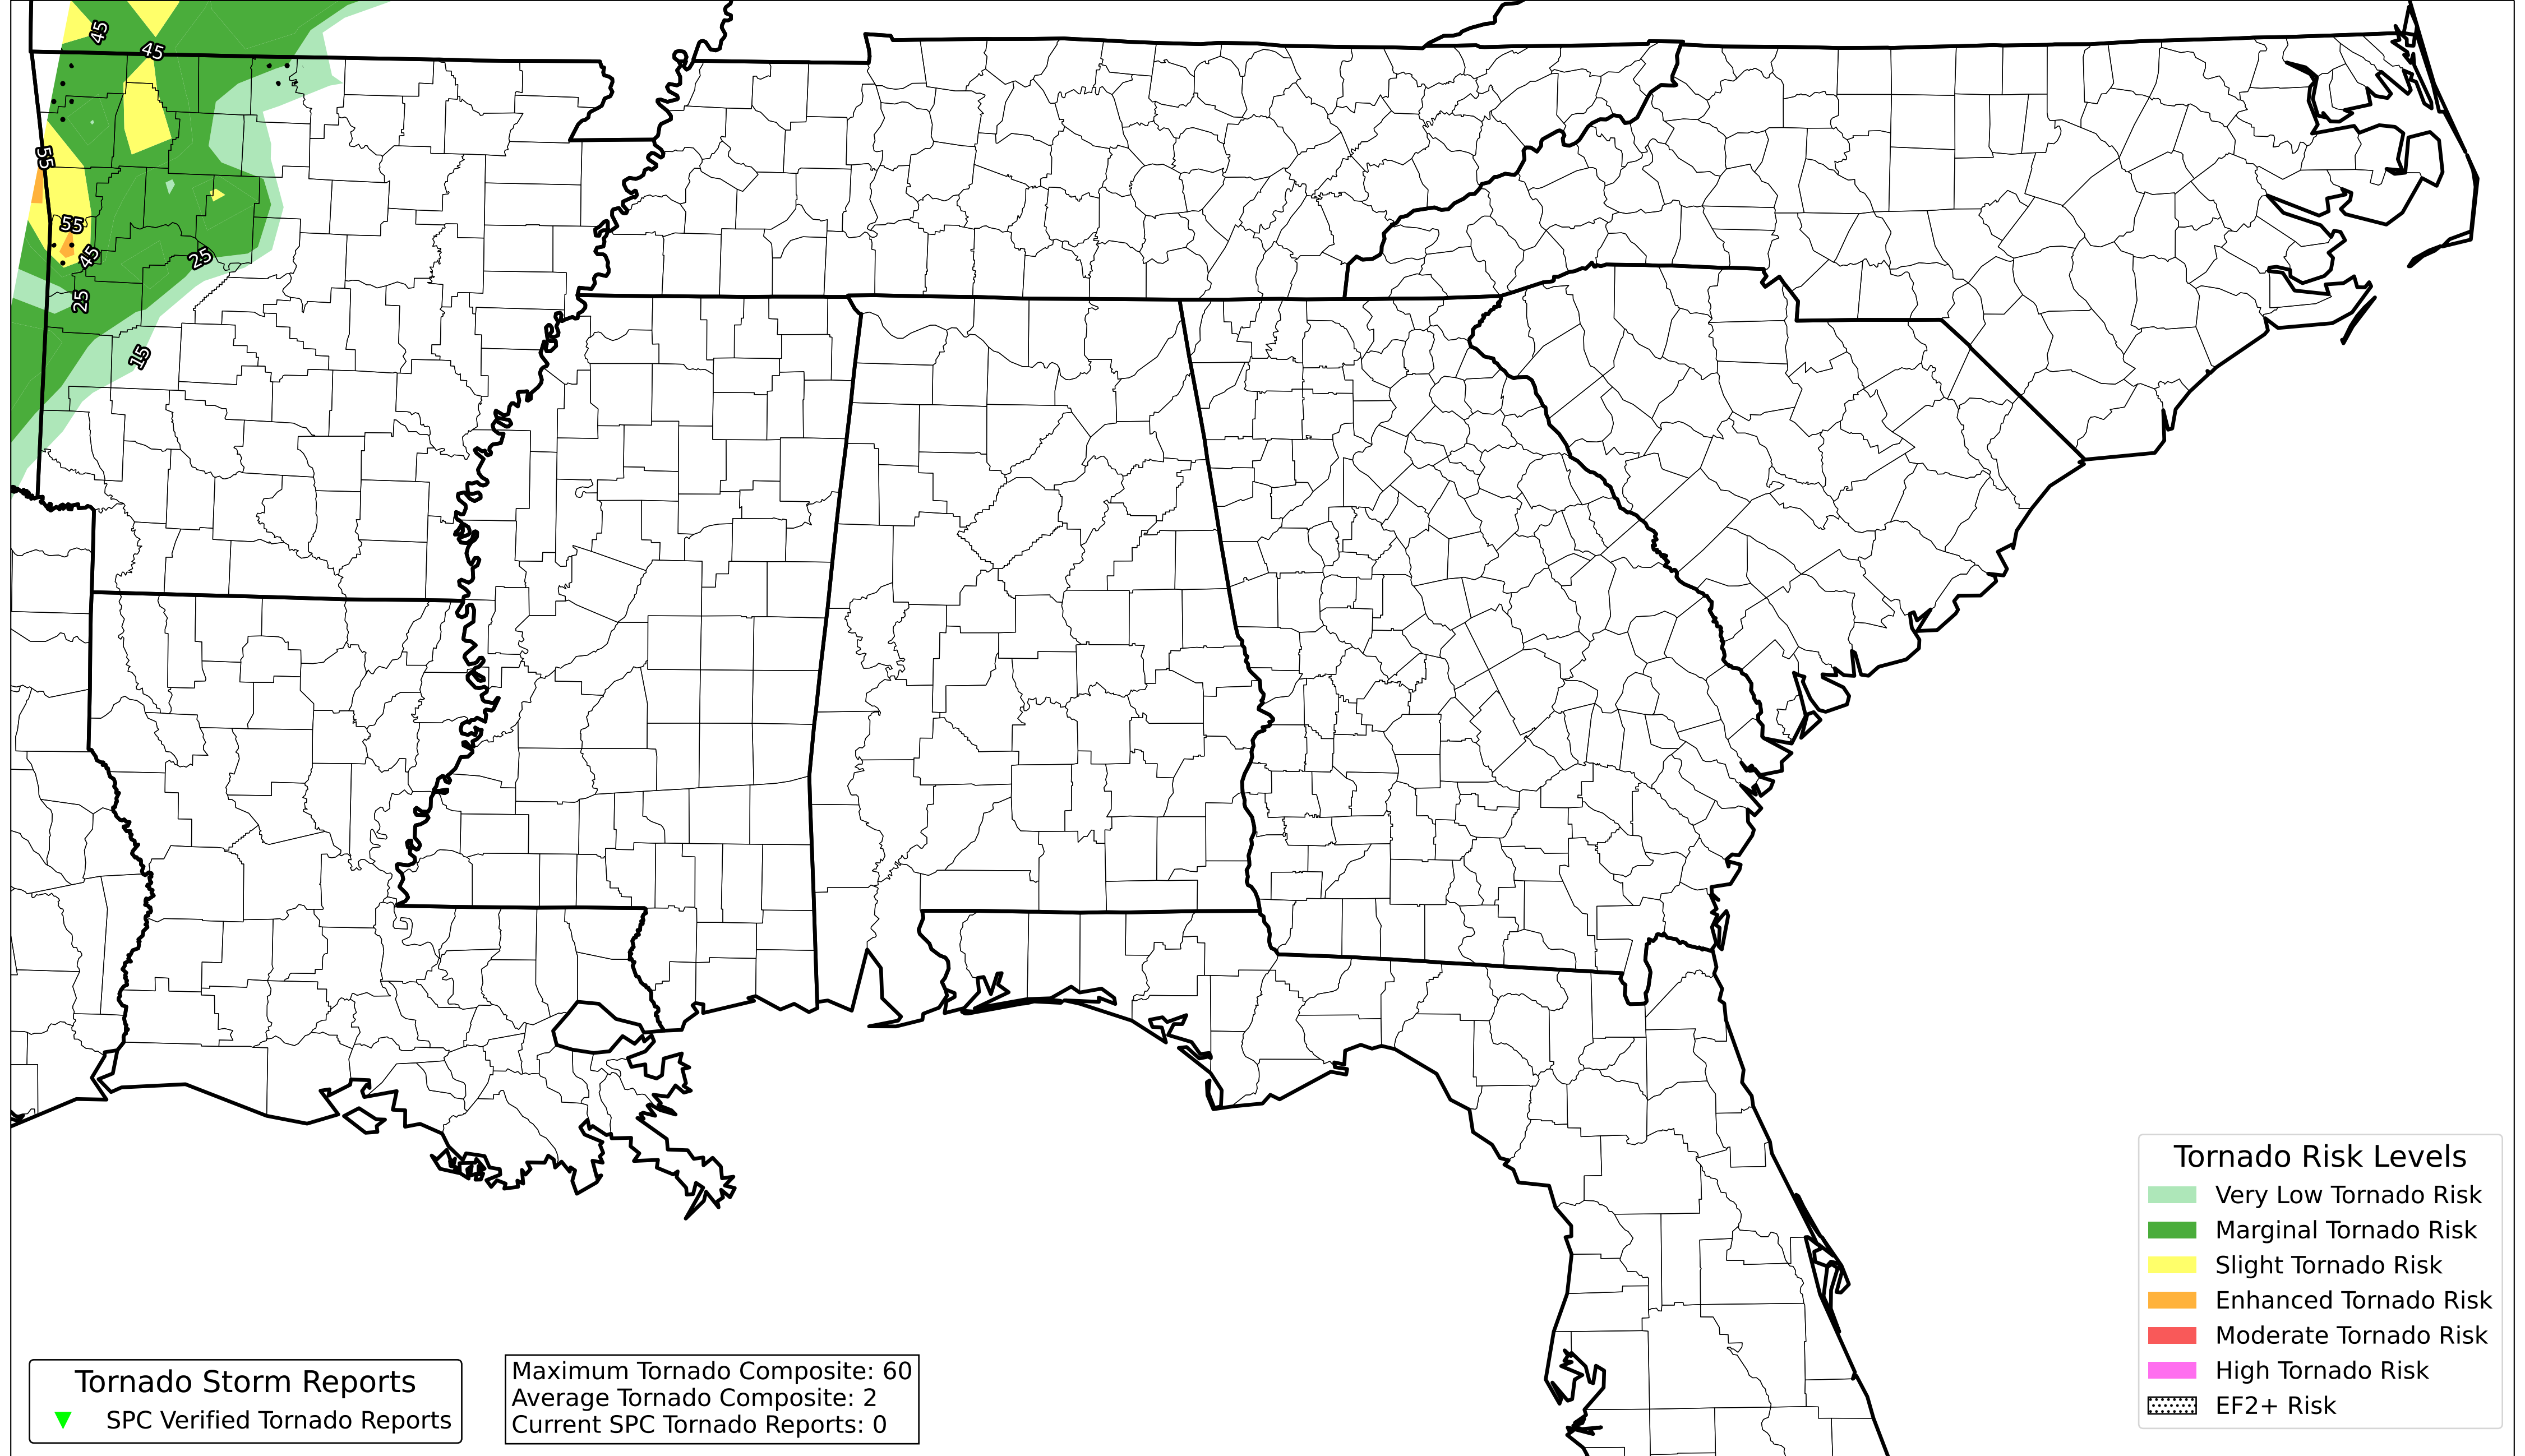 45
45
55
55
45
25
25
15
Tornado Storm Reports
SPC Verified Tornado Reports
Maximum Tornado Composite: 60
Average Tornado Composite: 2
Current SPC Tornado Reports: 0
Tornado Risk Levels
Very Low Tornado Risk
Marginal Tornado Risk
Slight Tornado Risk
Enhanced Tornado Risk
Moderate Tornado Risk
High Tornado Risk
EF2+ Risk